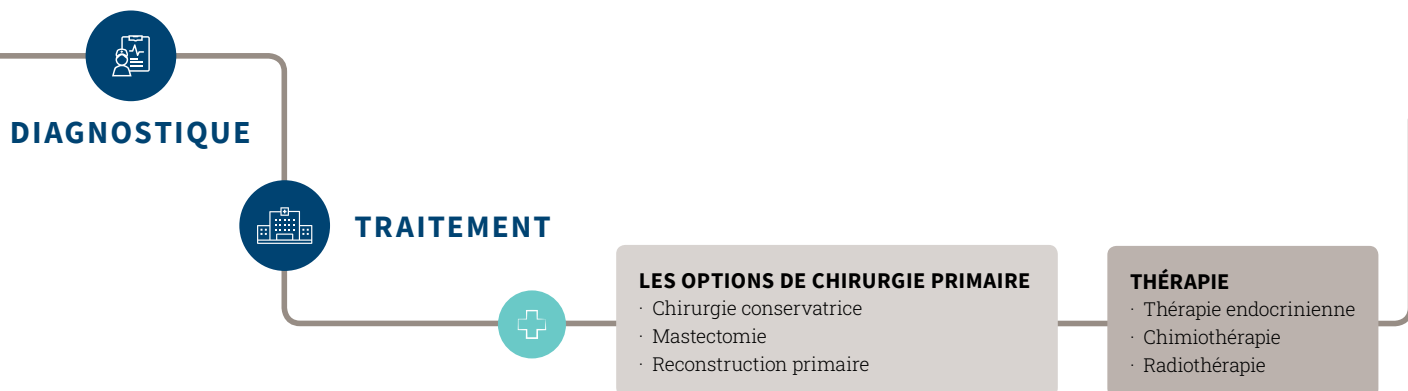 DIAGNOSTIQUE
TRAITEMENT
LES OPTIONS DE CHIRURGIE PRIMAIRE
· Chirurgie conservatrice
· Mastectomie
· Reconstruction primaire
THÉRAPIE
· Thérapie endocrinienne
· Chimiothérapie
· Radiothérapie